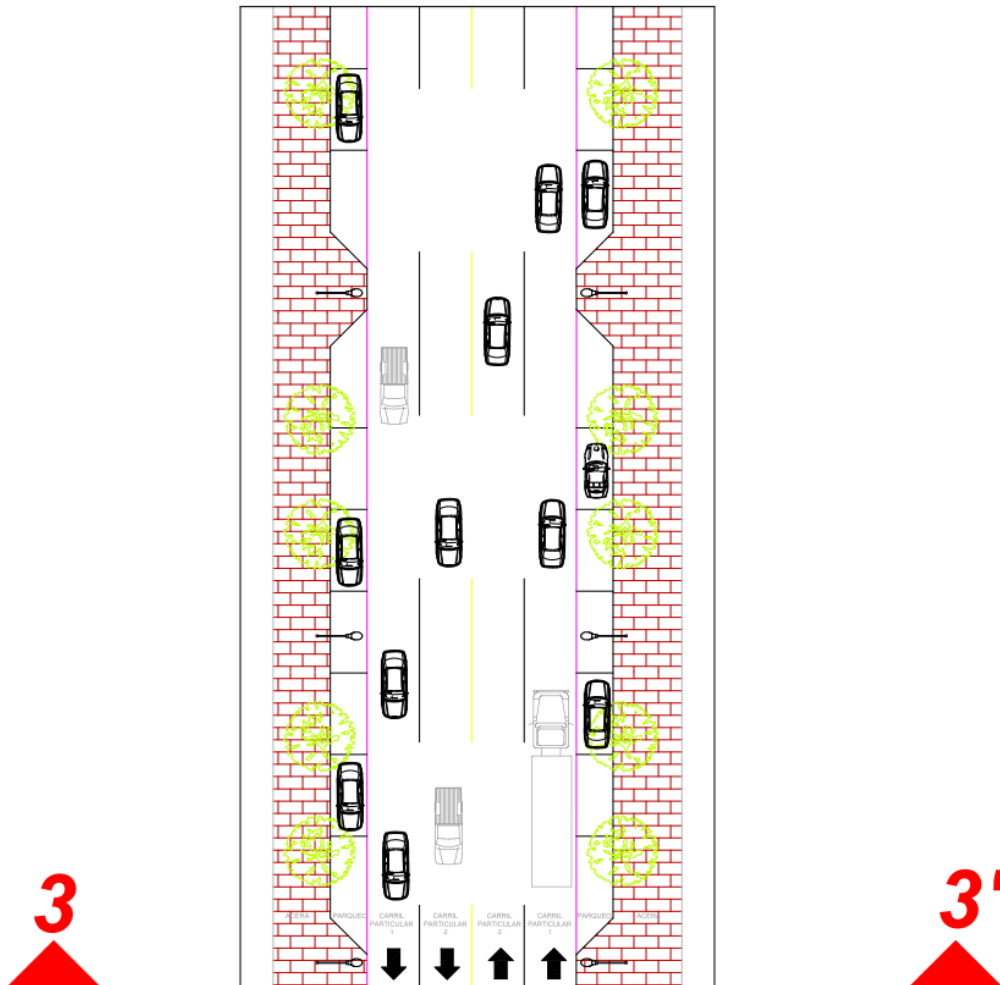 3
3'
ACERA
PARQUEO
CARRIL
PARTICULAR
1
CARRIL
PARTICULAR
2
CARRIL
PARTICULAR
2
CARRIL
PARTICULAR
1
PARQUEO
ACERA